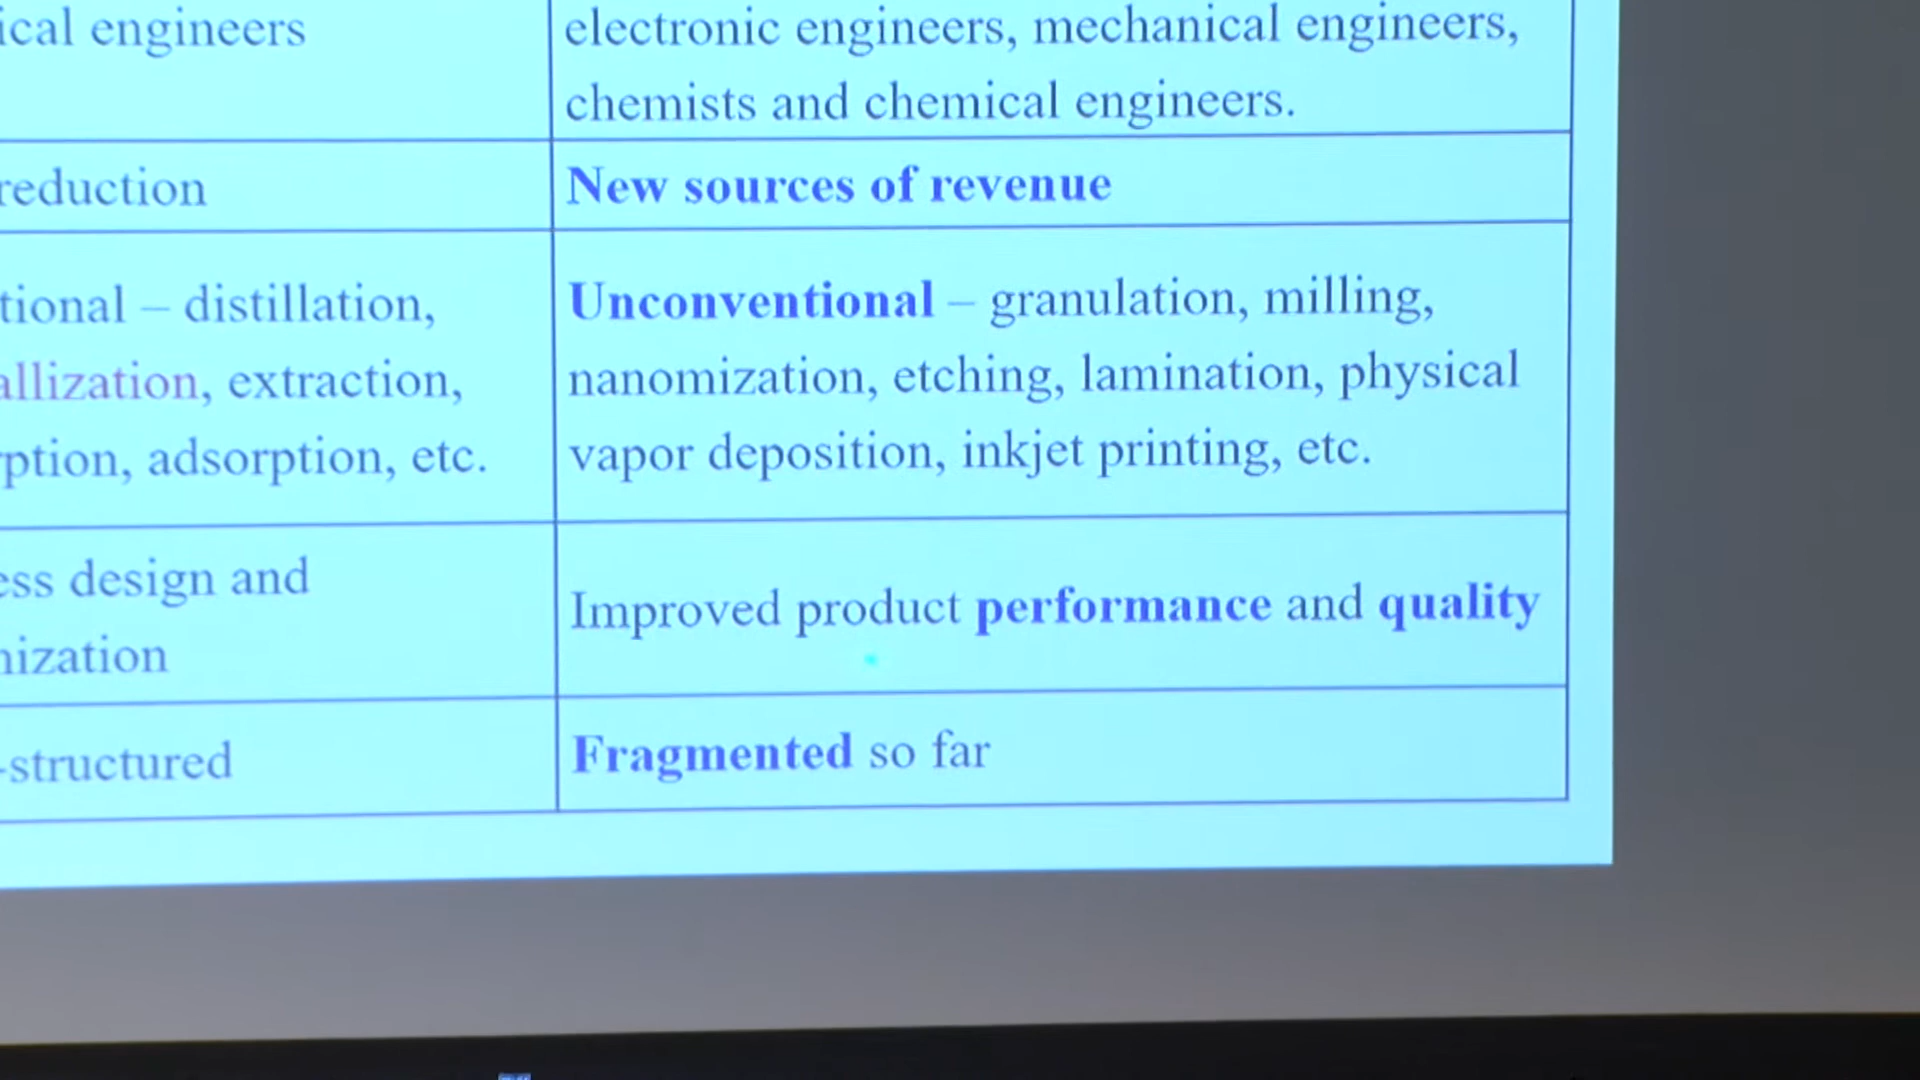 ical engineers
electronic engineers, mechanical engineers,
chemists and chemical engineers.
reduction
New sources of revenue
tional – distillation,
allization, extraction,
ption, adsorption, etc.
Unconventional – granulation, milling,
nanomization, etching, lamination, physical
vapor deposition, inkjet printing, etc.
ess design and
nization
Improved product performance and quality
-structured
Fragmented so far